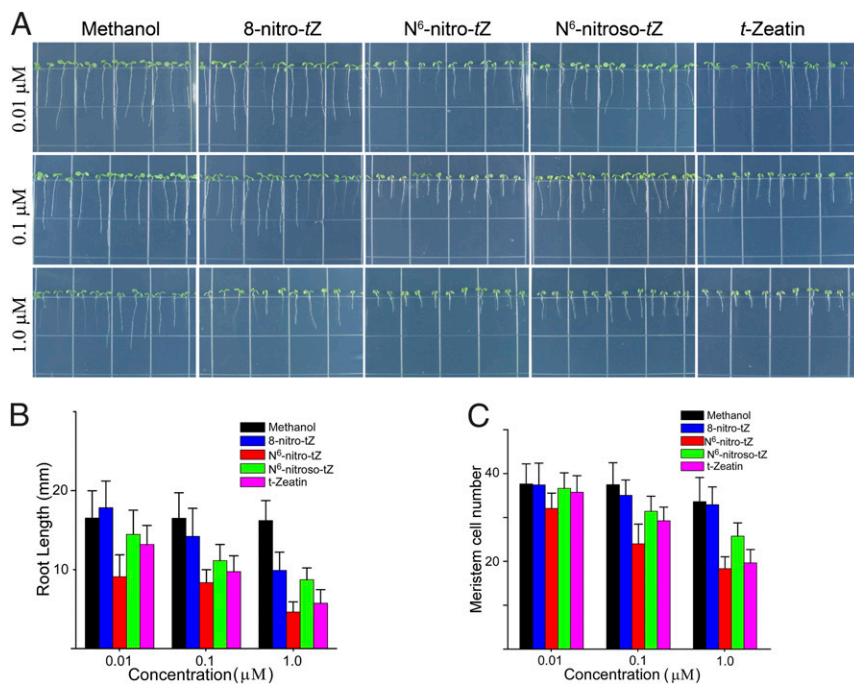 A
Methanol
8-nitro-tZ
N⁶-nitro-tZ
N⁶-nitroso-tZ
t-Zeatin
0.01 μM
0.1 μM
1.0 μM
B
Methanol
8-nitro-tZ
N⁶-nitro-tZ
N⁶-nitroso-tZ
t-Zeatin
Root Length (mm)
20
10
0.01
0.1
1.0
Concentration(μM)
C
Methanol
8-nitro-tZ
N⁶-nitro-tZ
N⁶-nitroso-tZ
t-Zeatin
Meristem cell number
40
20
0.01
0.1
1.0
Concentration(μM)